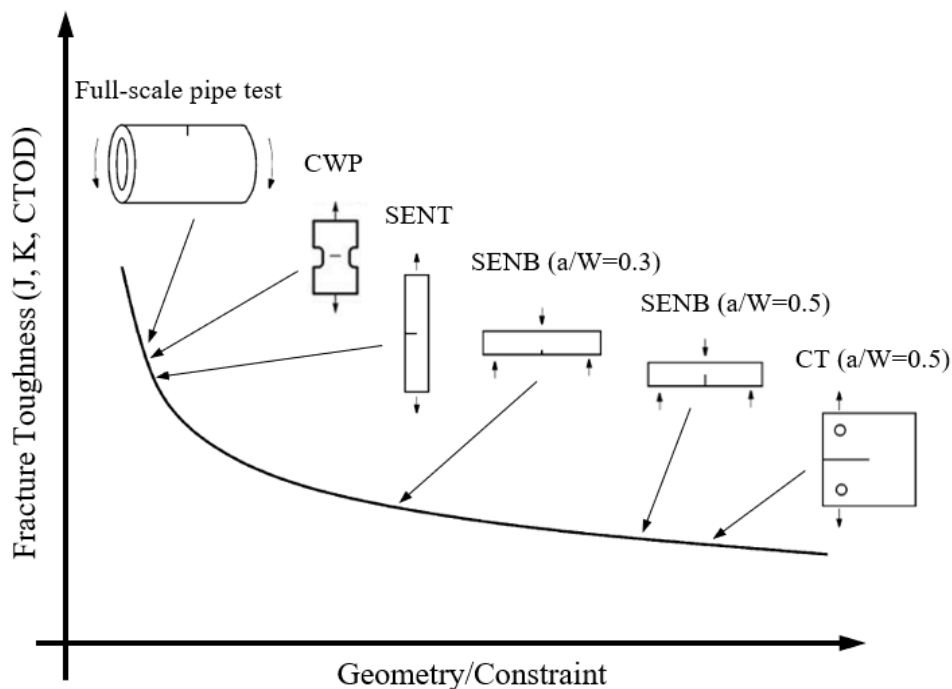 Full-scale pipe test
CWP
SENT
SENB (a/W=0.3)
SENB (a/W=0.5)
CT (a/W=0.5)
Fracture Toughness (J, K, CTOD)
Geometry/Constraint